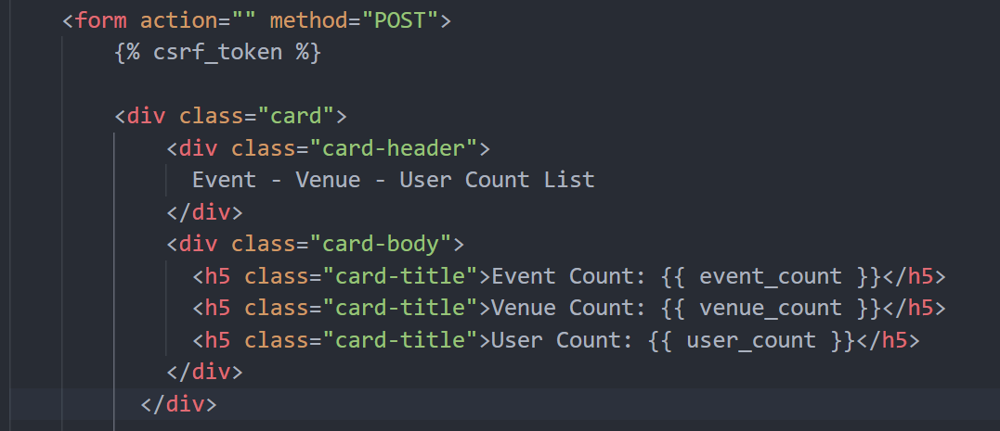 <form action="" method="POST">
{% csrf_token %}
<div class="card">
<div class="card-header">
Event - Venue - User Count List
</div>
<div class="card-body">
<h5 class="card-title">Event Count: {{ event_count }}</h5>
<h5 class="card-title">Venue Count: {{ venue_count }}</h5>
<h5 class="card-title">User Count: {{ user_count }}</h5>
</div>
</div>